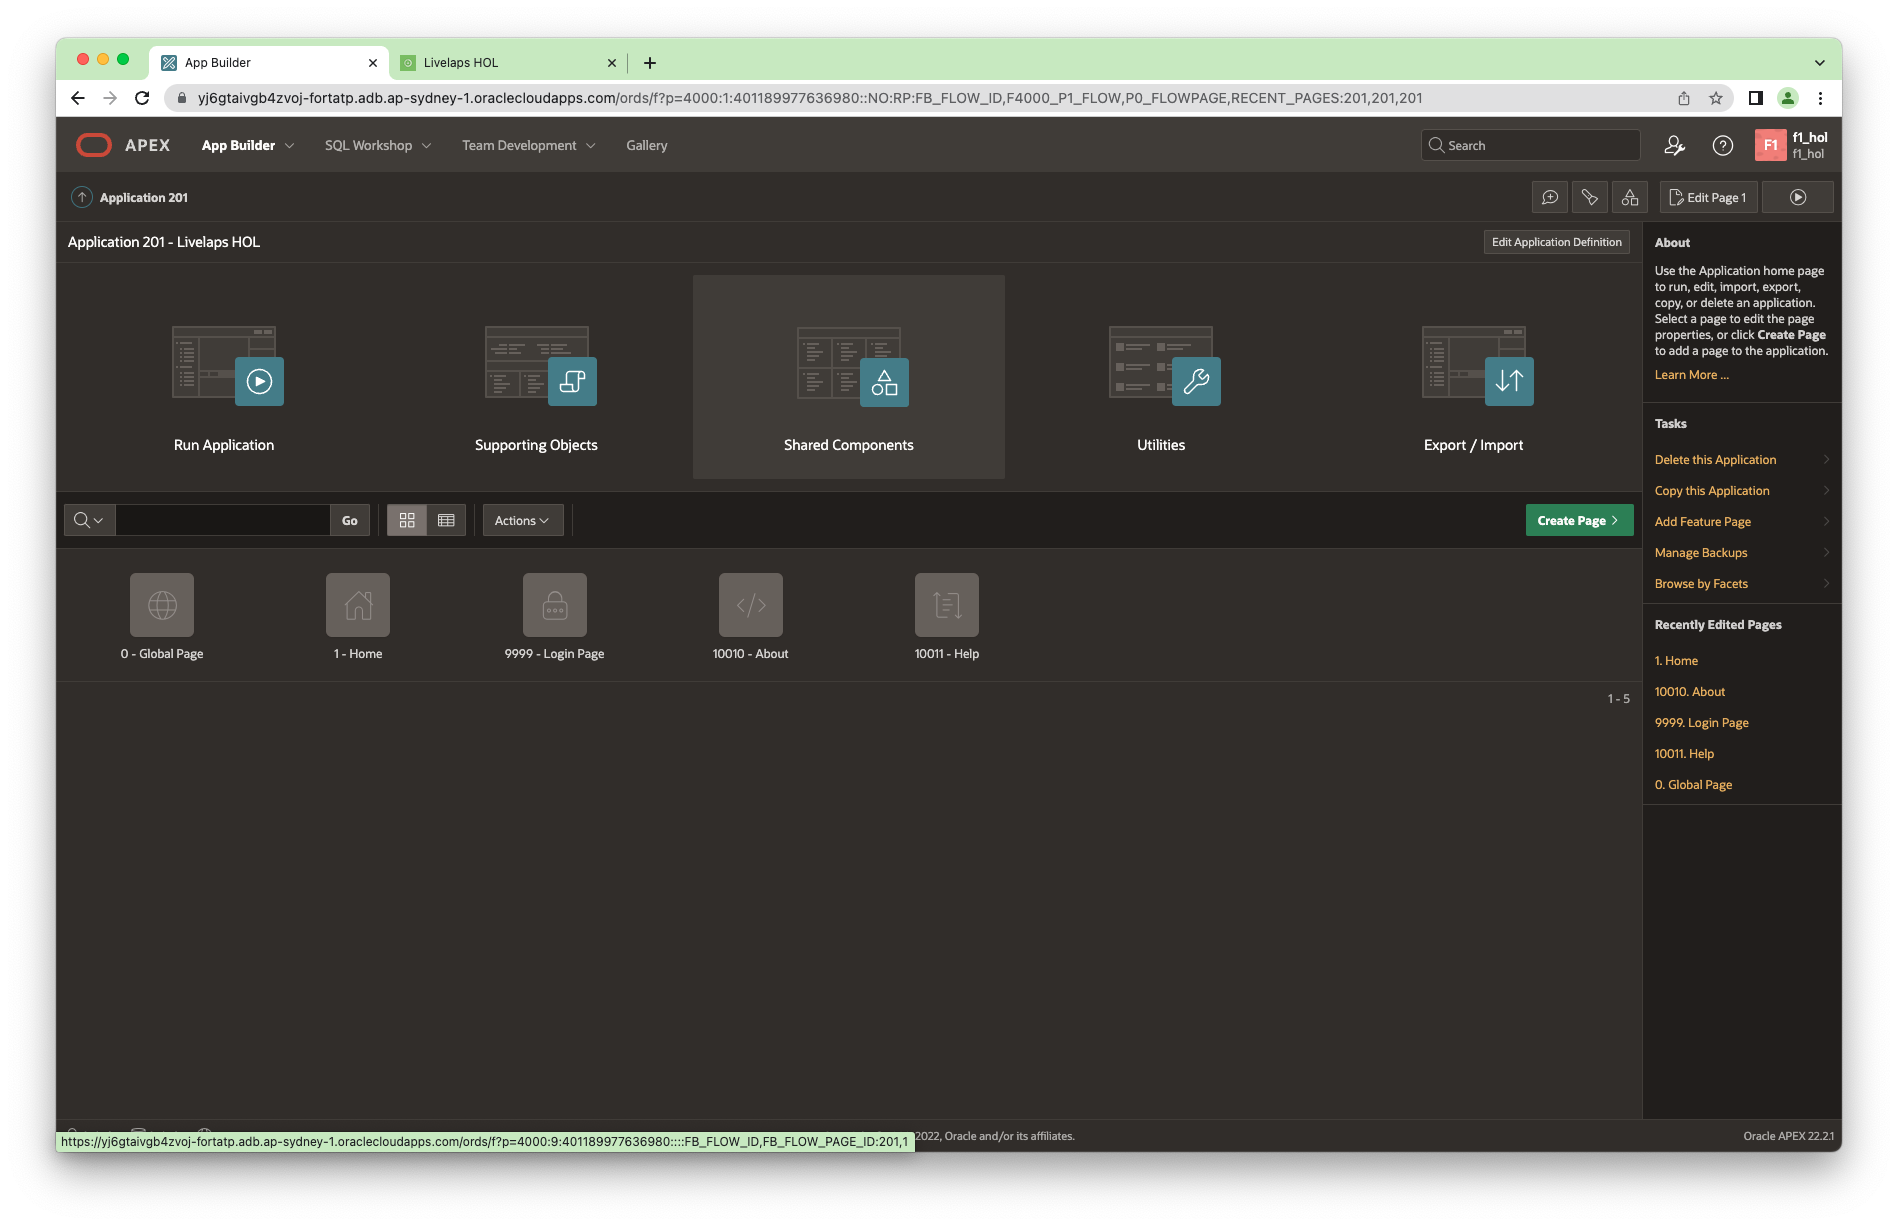 App Builder
Livelaps HOL
yj6gtaivgb4zvoj-fortatp.adb.ap-sydney-1.oraclecloudapps.com/ords/f?p=4000:1:401189977636980::NO:RP:FB_FLOW_ID,F4000_P1_FLOW,P0_FLOWPAGE,RECENT_PAGES:201,201,201
APEX
App Builder
SQL Workshop
Team Development
Gallery
Search
F1
f1_hol
f1_hol
Application 201
Edit Page 1
Application 201 - Livelaps HOL
Edit Application Definition
Run Application
Supporting Objects
Shared Components
Utilities
Export / Import
Go
Actions
Create Page
0 - Global Page
1 - Home
9999 - Login Page
10010 - About
10011 - Help
1 - 5
About
Use the Application home page
to run, edit, import, export,
copy, or delete an application.
Select a page to edit the page
properties, or click Create Page
to add a page to the application.
Learn More ...
Tasks
Delete this Application
Copy this Application
Add Feature Page
Manage Backups
Browse by Facets
Recently Edited Pages
1. Home
10010. About
9999. Login Page
10011. Help
0. Global Page
https://yj6gtaivgb4zvoj-fortatp.adb.ap-sydney-1.oraclecloudapps.com/ords/f?p=4000:9:401189977636980::::FB_FLOW_ID,FB_FLOW_PAGE_ID:201,1
2022, Oracle and/or its affiliates.
Oracle APEX 22.2.1